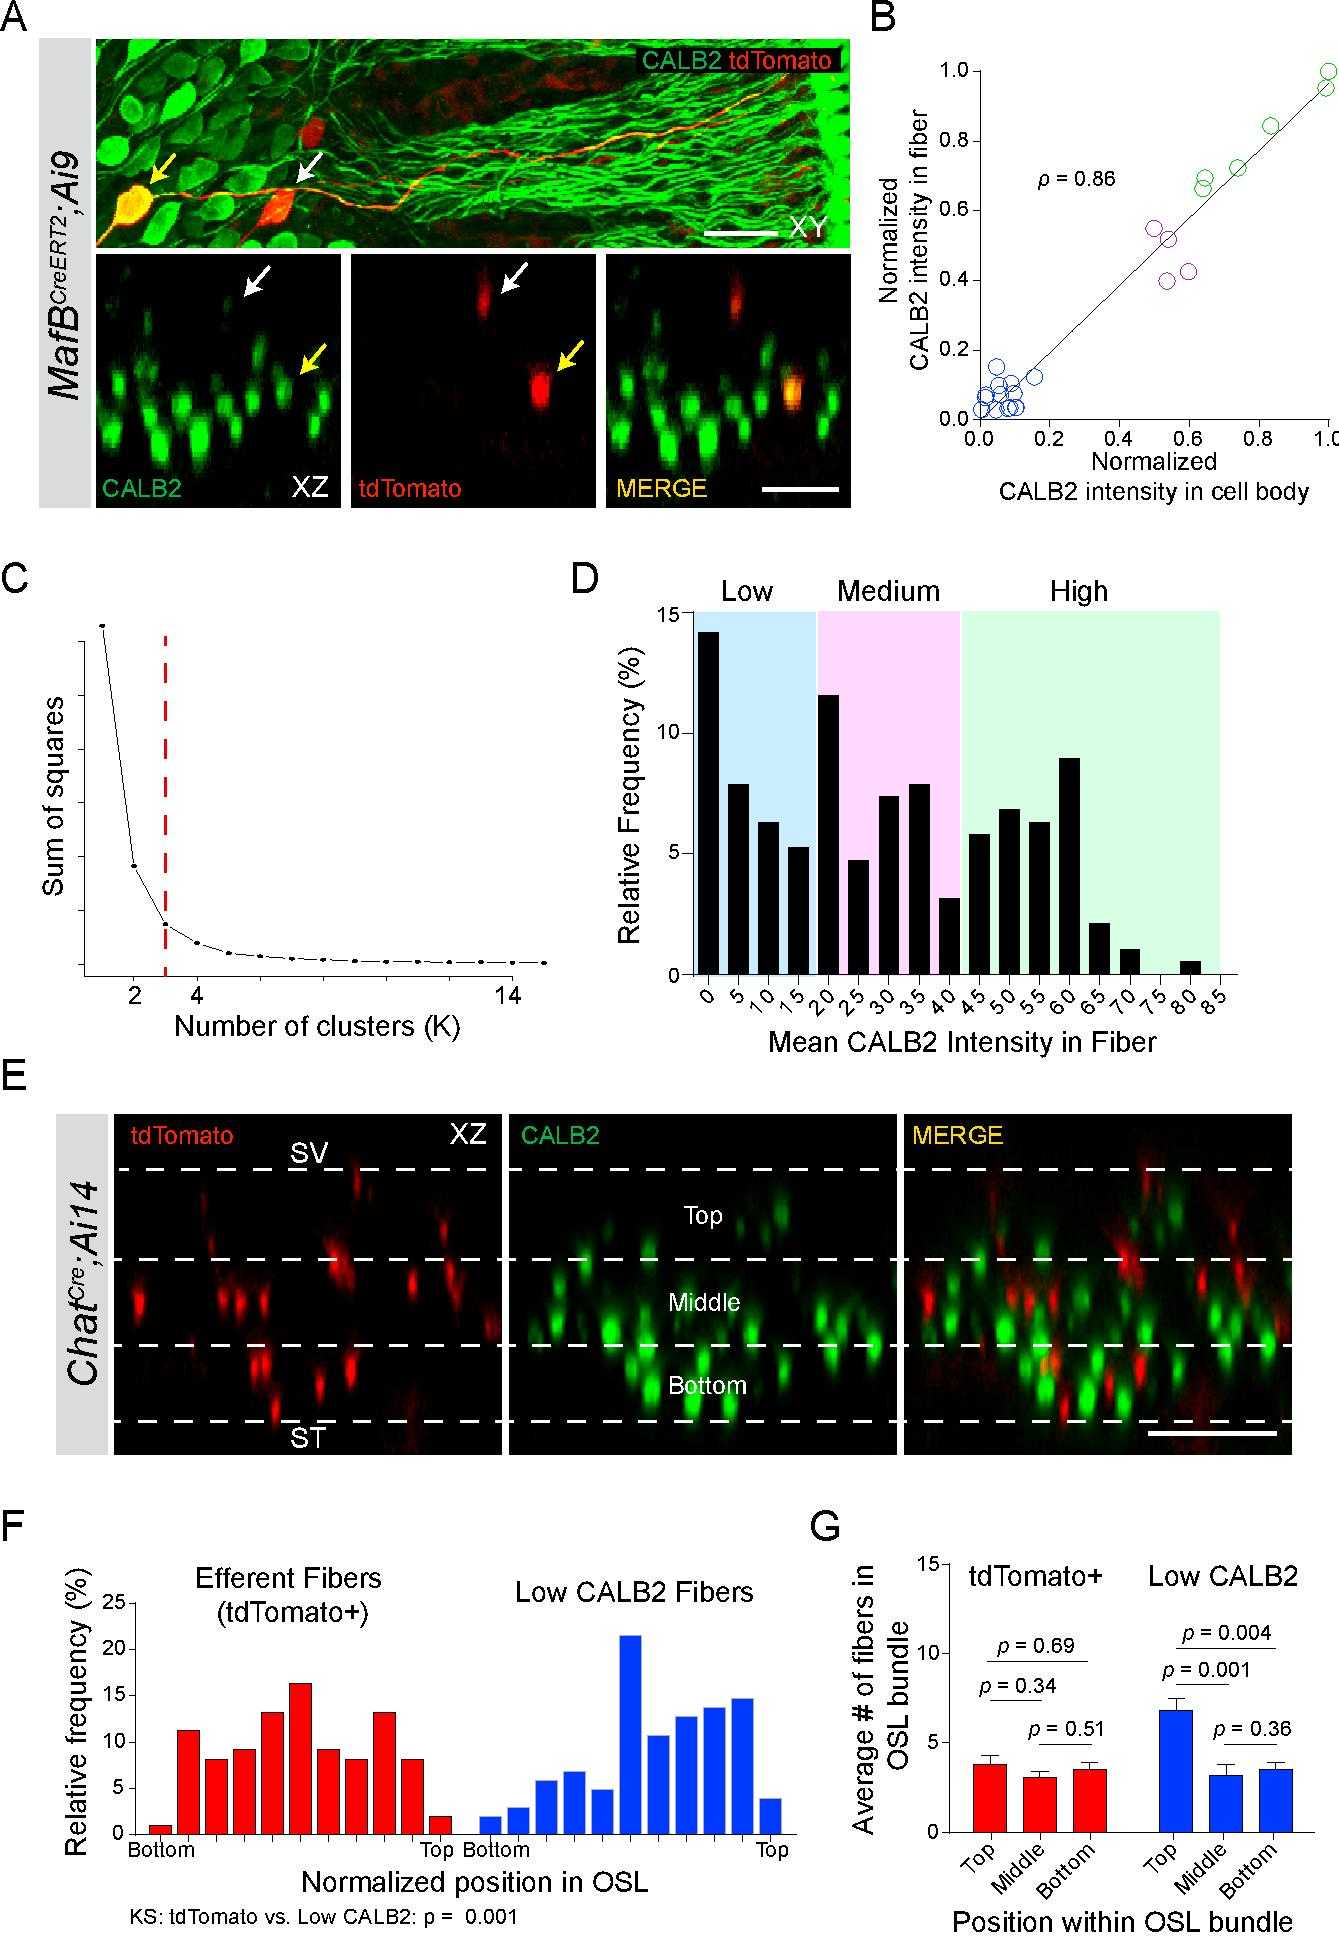 A
MafB^CreERT2;Ai9
CALB2 tdTomato
XY
CALB2
XZ
tdTomato
MERGE
B
Normalized
CALB2 intensity in fiber
1.0
0.8
0.6
0.4
0.2
0.0
ρ = 0.86
0.0 0.2 0.4 0.6 0.8 1.0
Normalized
CALB2 intensity in cell body
C
Sum of squares
2 4 14
Number of clusters (K)
D
Low Medium High
Relative Frequency (%)
15
10
5
0
0 5 10 15 20 25 30 35 40 45 50 55 60 65 70 75 80 85
Mean CALB2 Intensity in Fiber
E
Chat^Cre;Ai14
tdTomato
XZ
SV
ST
CALB2
Top
Middle
Bottom
MERGE
F
Relative frequency (%)
25
20
15
10
5
0
Efferent Fibers
(tdTomato+)
Low CALB2 Fibers
Bottom Top Bottom Top
Normalized position in OSL
KS: tdTomato vs. Low CALB2: p = 0.001
G
Average # of fibers in
OSL bundle
15
10
5
0
tdTomato+ Low CALB2
p = 0.69
p = 0.34
p = 0.51
p = 0.004
p = 0.001
p = 0.36
Top Middle Bottom Top Middle Bottom
Position within OSL bundle